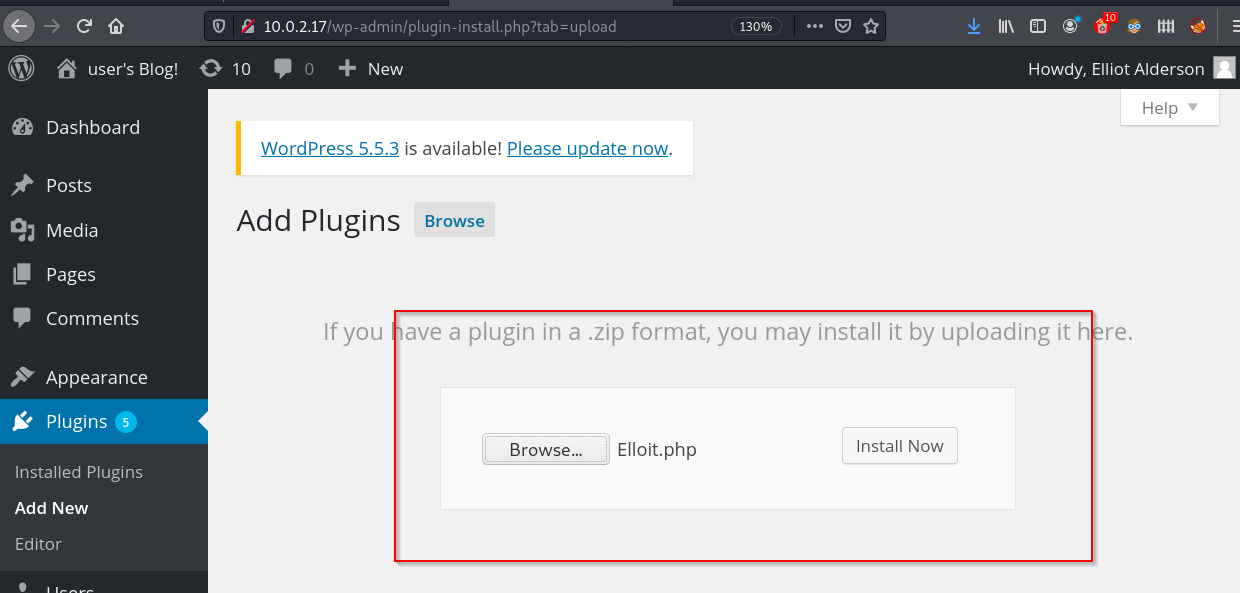 10.0.2.17/wp-admin/plugin-install.php?tab=upload 130% 10
user's Blog! 10 0 New Howdy, Elliot Alderson
Help
Dashboard
WordPress 5.5.3 is available! Please update now.
Posts
Add Plugins Browse
Media
Pages
Comments
If you have a plugin in a .zip format, you may install it by uploading it here.
Appearance
Plugins 5
Browse... Elloit.php Install Now
Installed Plugins
Add New
Editor
Users